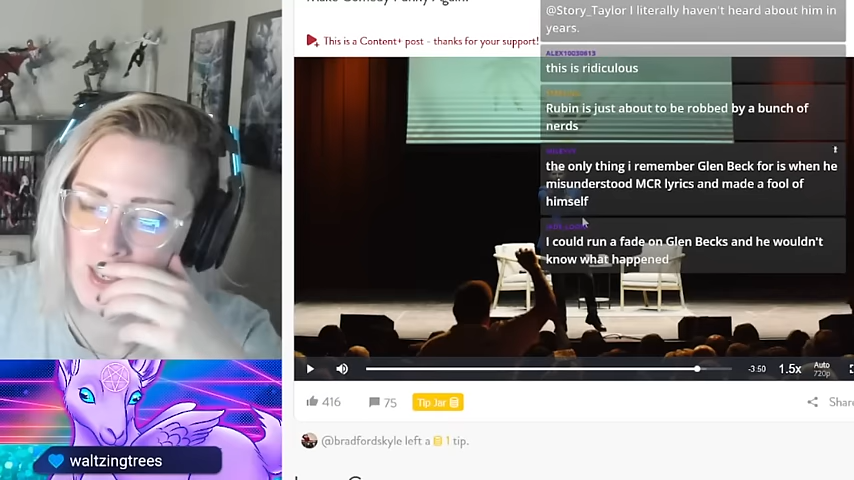 @Story_Taylor I literally haven't heard about him in
years.
This is a Content+ post - thanks for your support!
ALEX10030813
this is ridiculous
Rubin is just about to be robbed by a bunch of
nerds
the only thing i remember Glen Beck for is when he
misunderstood MCR lyrics and made a fool of
himself
I could run a fade on Glen Becks and he wouldn't
know what happened
-3:50
1.5x
Auto
720p
416
75
Tip Jar
Share
@bradfordskyle left a 1 tip.
waltzingtrees